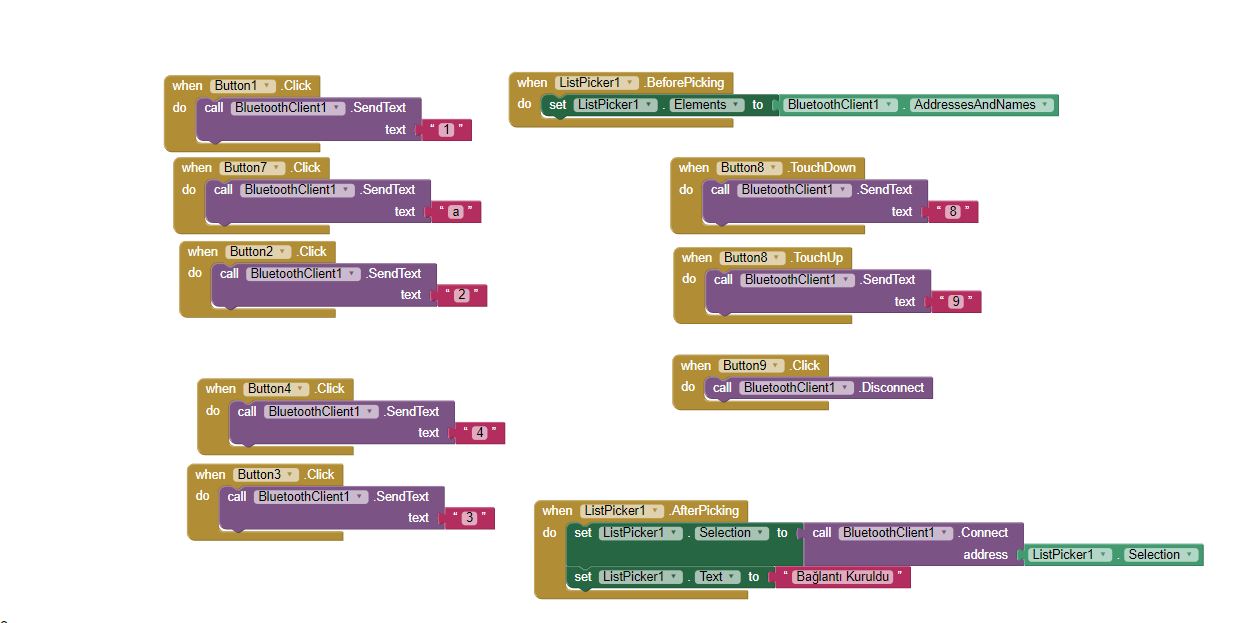 when Button1 .Click
do call BluetoothClient1 .SendText
text " 1 "
when Button7 .Click
do call BluetoothClient1 .SendText
text " a "
when Button2 .Click
do call BluetoothClient1 .SendText
text " 2 "
when Button4 .Click
do call BluetoothClient1 .SendText
text " 4 "
when Button3 .Click
do call BluetoothClient1 .SendText
text " 3 "
when ListPicker1 .BeforePicking
do set ListPicker1 . Elements to BluetoothClient1 . AddressesAndNames
when Button8 .TouchDown
do call BluetoothClient1 .SendText
text " 8 "
when Button8 .TouchUp
do call BluetoothClient1 .SendText
text " 9 "
when Button9 .Click
do call BluetoothClient1 .Disconnect
when ListPicker1 .AfterPicking
do set ListPicker1 . Selection to call BluetoothClient1 .Connect
address ListPicker1 . Selection
set ListPicker1 . Text to " Bağlantı Kuruldu "